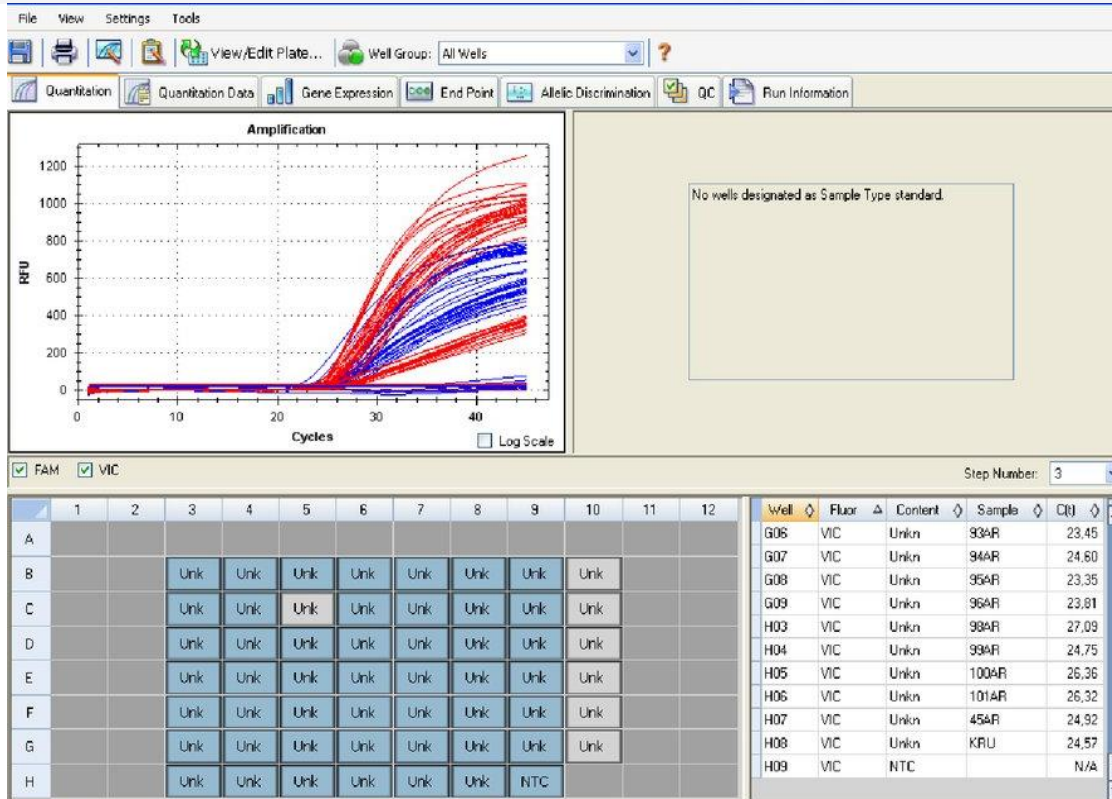 File View Settings Tools
View/Edit Plate... Well Group: All Wells ?
Quantitation Quantitation Data Gene Expression End Point Allelic Discrimination QC Run Information
Amplification
1200
1000
800
600
400
200
0
RFU
0 10 20 30 40
Cycles
Log Scale
No wells designated as Sample Type standard.
FAM VIC
Step Number: 3
1 2 3 4 5 6 7 8 9 10 11 12
A
B Unk Unk Unk Unk Unk Unk Unk Unk
C Unk Unk Unk Unk Unk Unk Unk Unk
D Unk Unk Unk Unk Unk Unk Unk Unk
E Unk Unk Unk Unk Unk Unk Unk Unk
F Unk Unk Unk Unk Unk Unk Unk Unk
G Unk Unk Unk Unk Unk Unk Unk Unk
H Unk Unk Unk Unk Unk Unk NTC
Well Fluor Content Sample C(t)
G06 VIC Unkn 93AR 23,45
G07 VIC Unkn 94AR 24,60
G08 VIC Unkn 95AR 23,35
G09 VIC Unkn 96AR 23,81
H03 VIC Unkn 98AR 27,09
H04 VIC Unkn 99AR 24,75
H05 VIC Unkn 100AR 26,36
H06 VIC Unkn 101AR 26,32
H07 VIC Unkn 45AR 24,92
H08 VIC Unkn KRU 24,57
H09 VIC NTC N/A